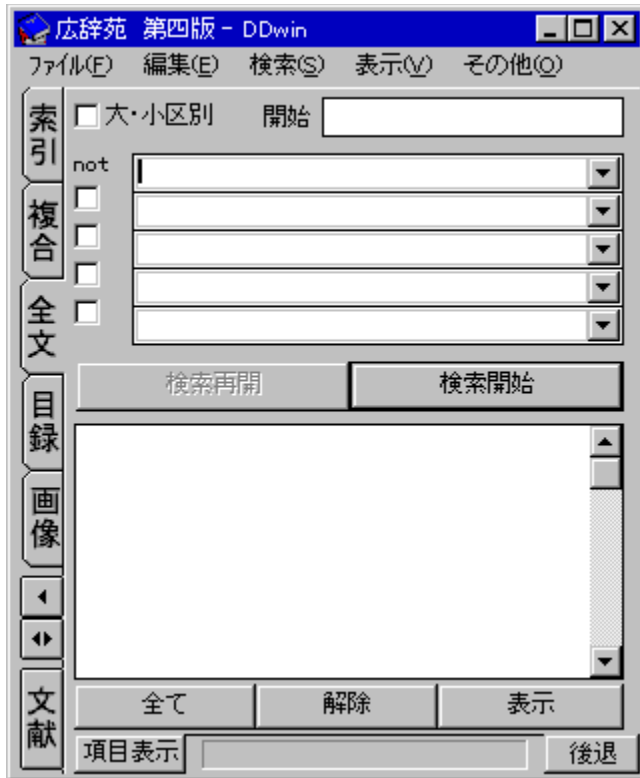 広辞苑 第四版 - DDwin
ファイル(F) 編集(E) 検索(S) 表示(V) その他(O)
索引
複合
全文
目録
画像
文献
大・小区別 開始
not
検索再開 検索開始
全て 解除 表示
項目表示 後退